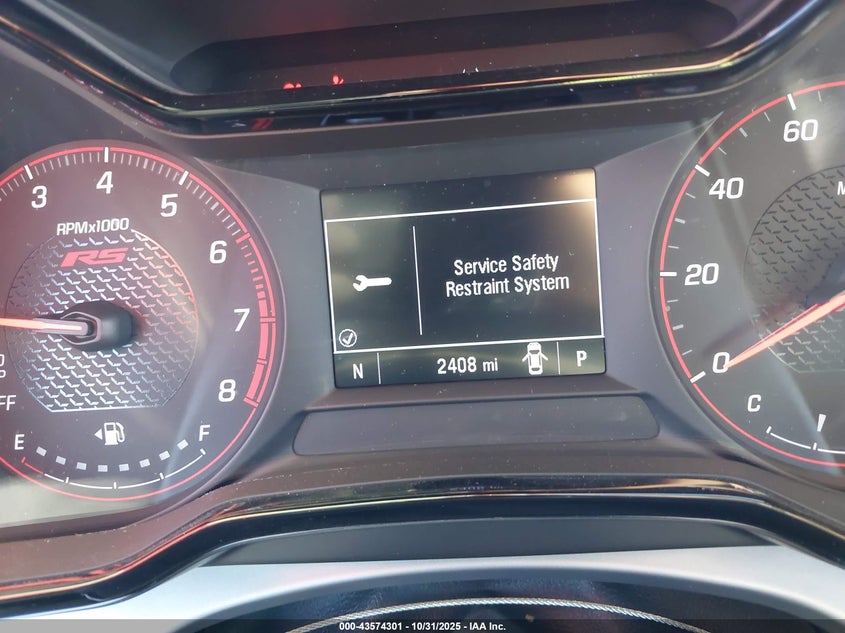 3 4 5 6 7 8
RPMx1000
RS
FF
E F
Service Safety
Restraint System
N 2408 mi P
0 20 40 60
M
C
000-43574301 - 10/31/2025 - IAA Inc.